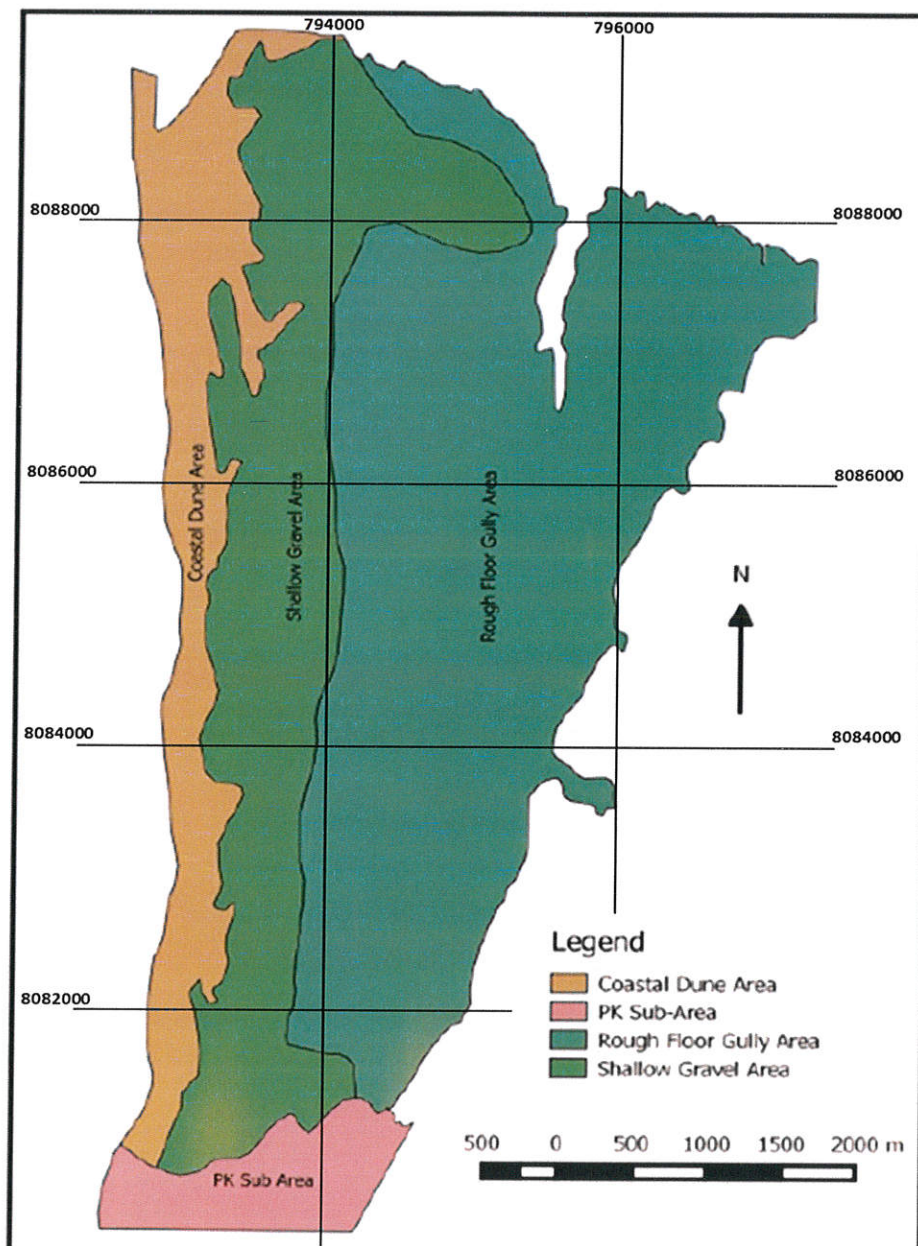 794000 796000
8088000 8088000
8086000 8086000
Coastal Dune Area
Shallow Gravel Area
Rough Floor Gully Area
N
8084000 8084000
Legend
Coastal Dune Area
PK Sub-Area
Rough Floor Gully Area
Shallow Gravel Area
8082000
500 0 500 1000 1500 2000 m
PK Sub Area